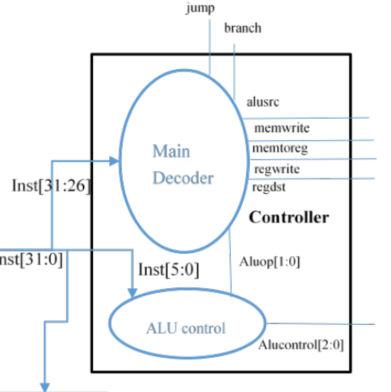 jump
branch
alusrc
memwrite
Main
Decoder
memtoreg
regwrite
Inst[31:26]
regdst
Controller
nst[31:0]
Inst[5:0]
Aluop[1:0]
ALU control
Alucontrol[2:0]